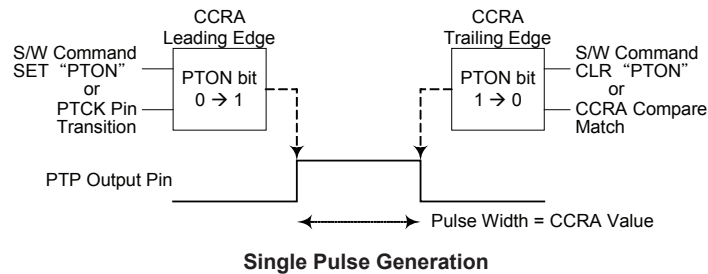 CCRA
Leading Edge
S/W Command
SET “PTON”
or
PTCK Pin
Transition
PTON bit
0 → 1
CCRA
Trailing Edge
PTON bit
1 → 0
S/W Command
CLR “PTON”
or
CCRA Compare
Match
PTP Output Pin
Pulse Width = CCRA Value
Single Pulse Generation